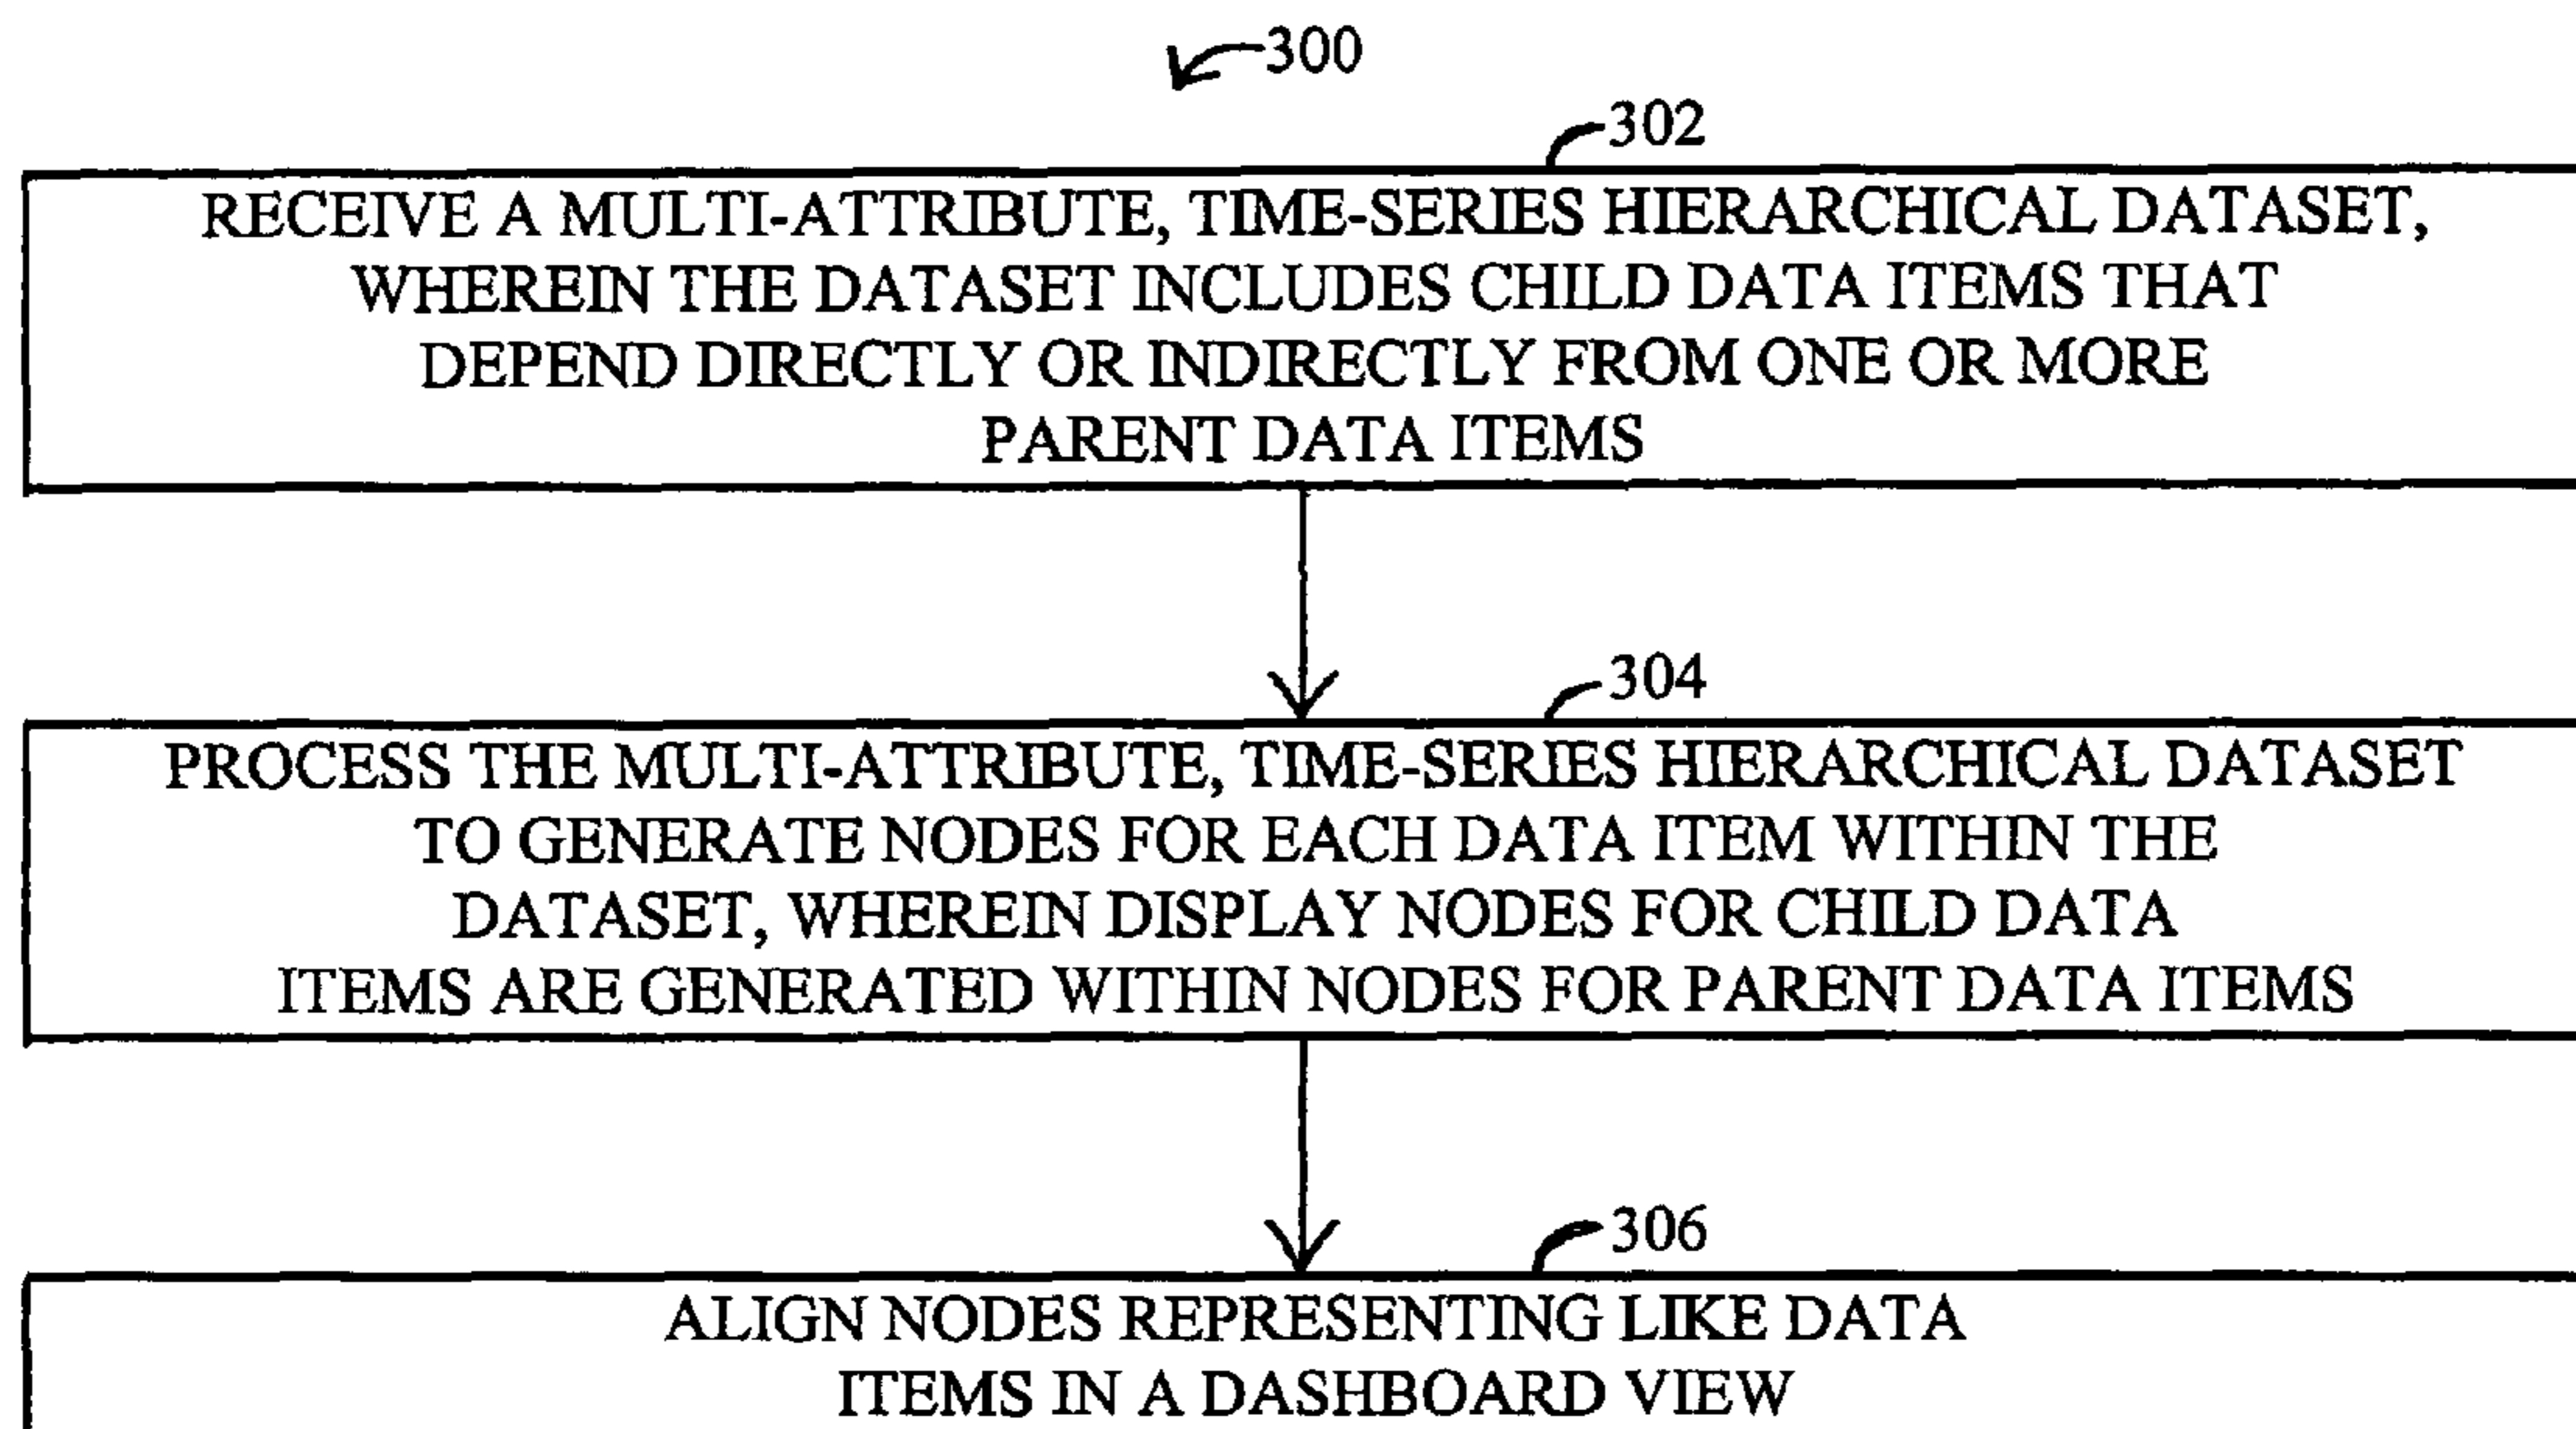 300
302
RECEIVE A MULTI-ATTRIBUTE, TIME-SERIES HIERARCHICAL DATASET,
WHEREIN THE DATASET INCLUDES CHILD DATA ITEMS THAT
DEPEND DIRECTLY OR INDIRECTLY FROM ONE OR MORE
PARENT DATA ITEMS
304
PROCESS THE MULTI-ATTRIBUTE, TIME-SERIES HIERARCHICAL DATASET
TO GENERATE NODES FOR EACH DATA ITEM WITHIN THE
DATASET, WHEREIN DISPLAY NODES FOR CHILD DATA
ITEMS ARE GENERATED WITHIN NODES FOR PARENT DATA ITEMS
306
ALIGN NODES REPRESENTING LIKE DATA
ITEMS IN A DASHBOARD VIEW